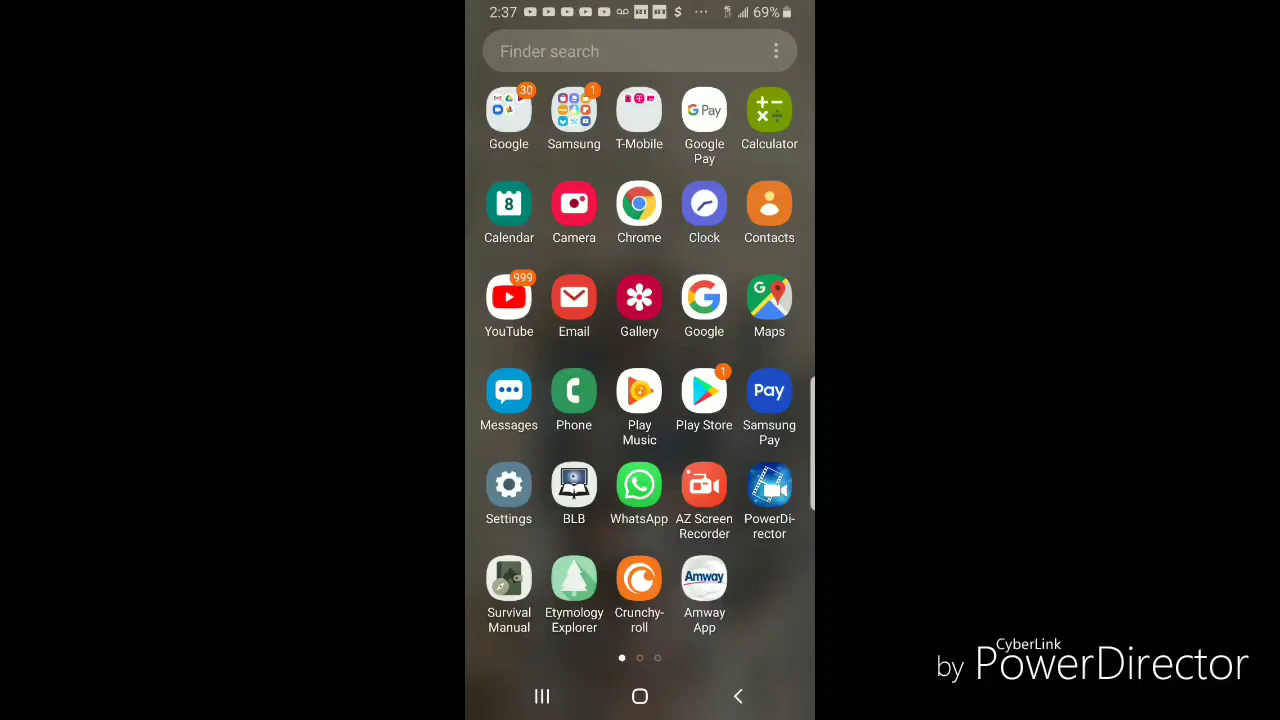 2:37
$
69%
Finder search
30
1
Google
Samsung
T-Mobile
G Pay
Google
Pay
Calculator
8
Calendar
Camera
Chrome
Clock
Contacts
999
G
YouTube
Email
Gallery
Google
Maps
1
Pay
Messages
Phone
Play
Music
Play Store
Samsung
Pay
Settings
BLB
WhatsApp
AZ Screen
Recorder
PowerDi-
rector
Amway
Survival
Manual
Etymology
Explorer
Crunchy-
roll
Amway
App
CyberLink
by PowerDirector